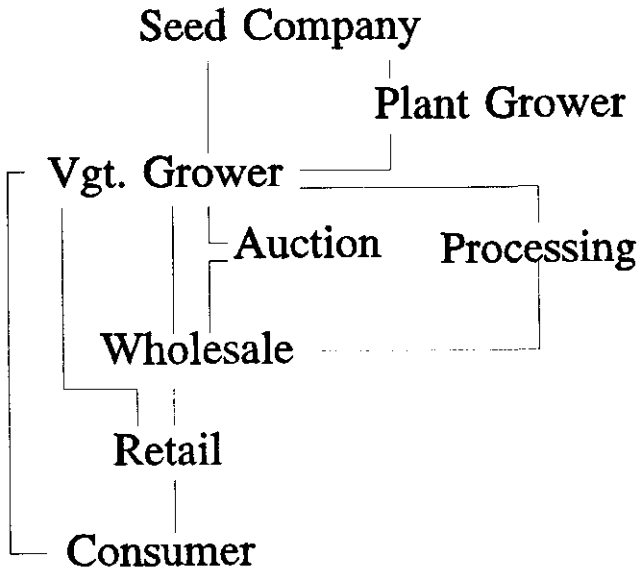 Seed Company
Plant Grower
Vgt. Grower
Auction
Processing
Wholesale
Retail
Consumer